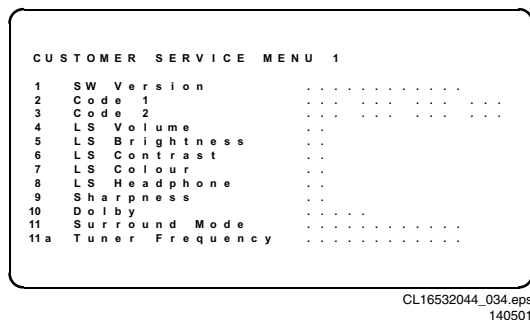 CUSTOMER SERVICE MENU 1
1 SW Version . . . . . . . . . . . .
2 Code 1 . . . . . . . . . . . .
3 Code 2 . . . . . . . . . . . .
4 LS Volume . .
5 LS Brightness . .
6 LS Contrast . .
7 LS Colour . .
8 LS Headphone . .
9 Sharpness . .
10 Dolby . . . . .
11 Surround Mode . . . . . . . . . . . .
11a Tuner Frequency . . . . . . . . . . . .
CL16532044_034.eps
140501